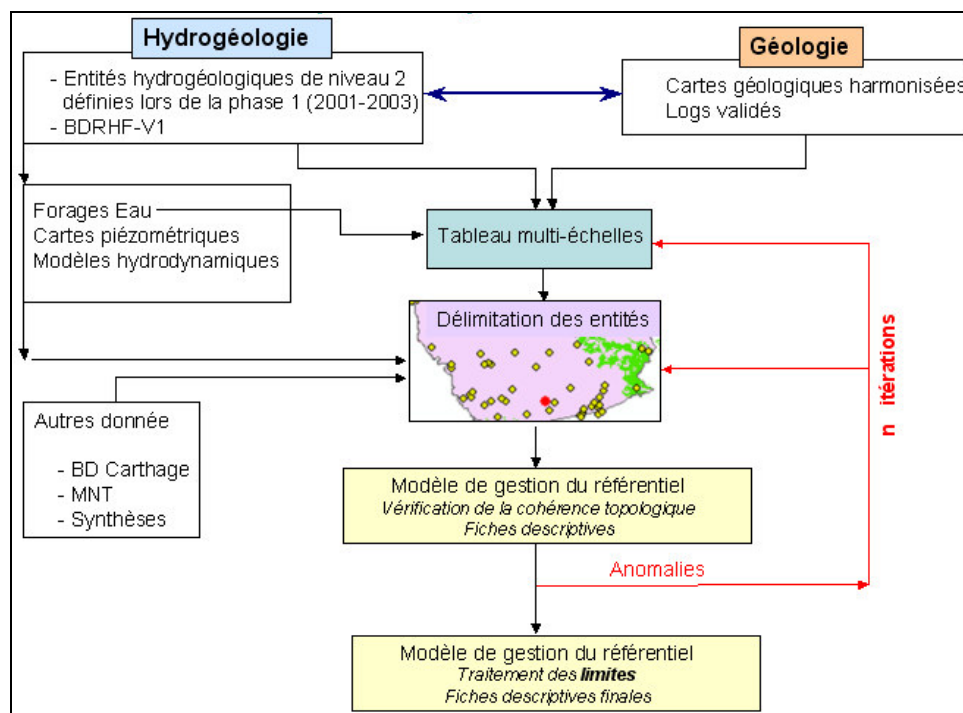 Hydrogéologie
- Entités hydrogéologiques de niveau 2
définies lors de la phase 1 (2001-2003)
- BDRHF-V1
Géologie
Cartes géologiques harmonisées
Logs validés
Forages Eau
Cartes piézométriques
Modèles hydrodynamiques
Tableau multi-échelles
Délimitation des entités
Autres donnée
- BD Carthage
- MNT
- Synthèses
n itérations
Modèle de gestion du référentiel
Vérification de la cohérence topologique
Fiches descriptives
Anomalies
Modèle de gestion du référentiel
Traitement des limites
Fiches descriptives finales